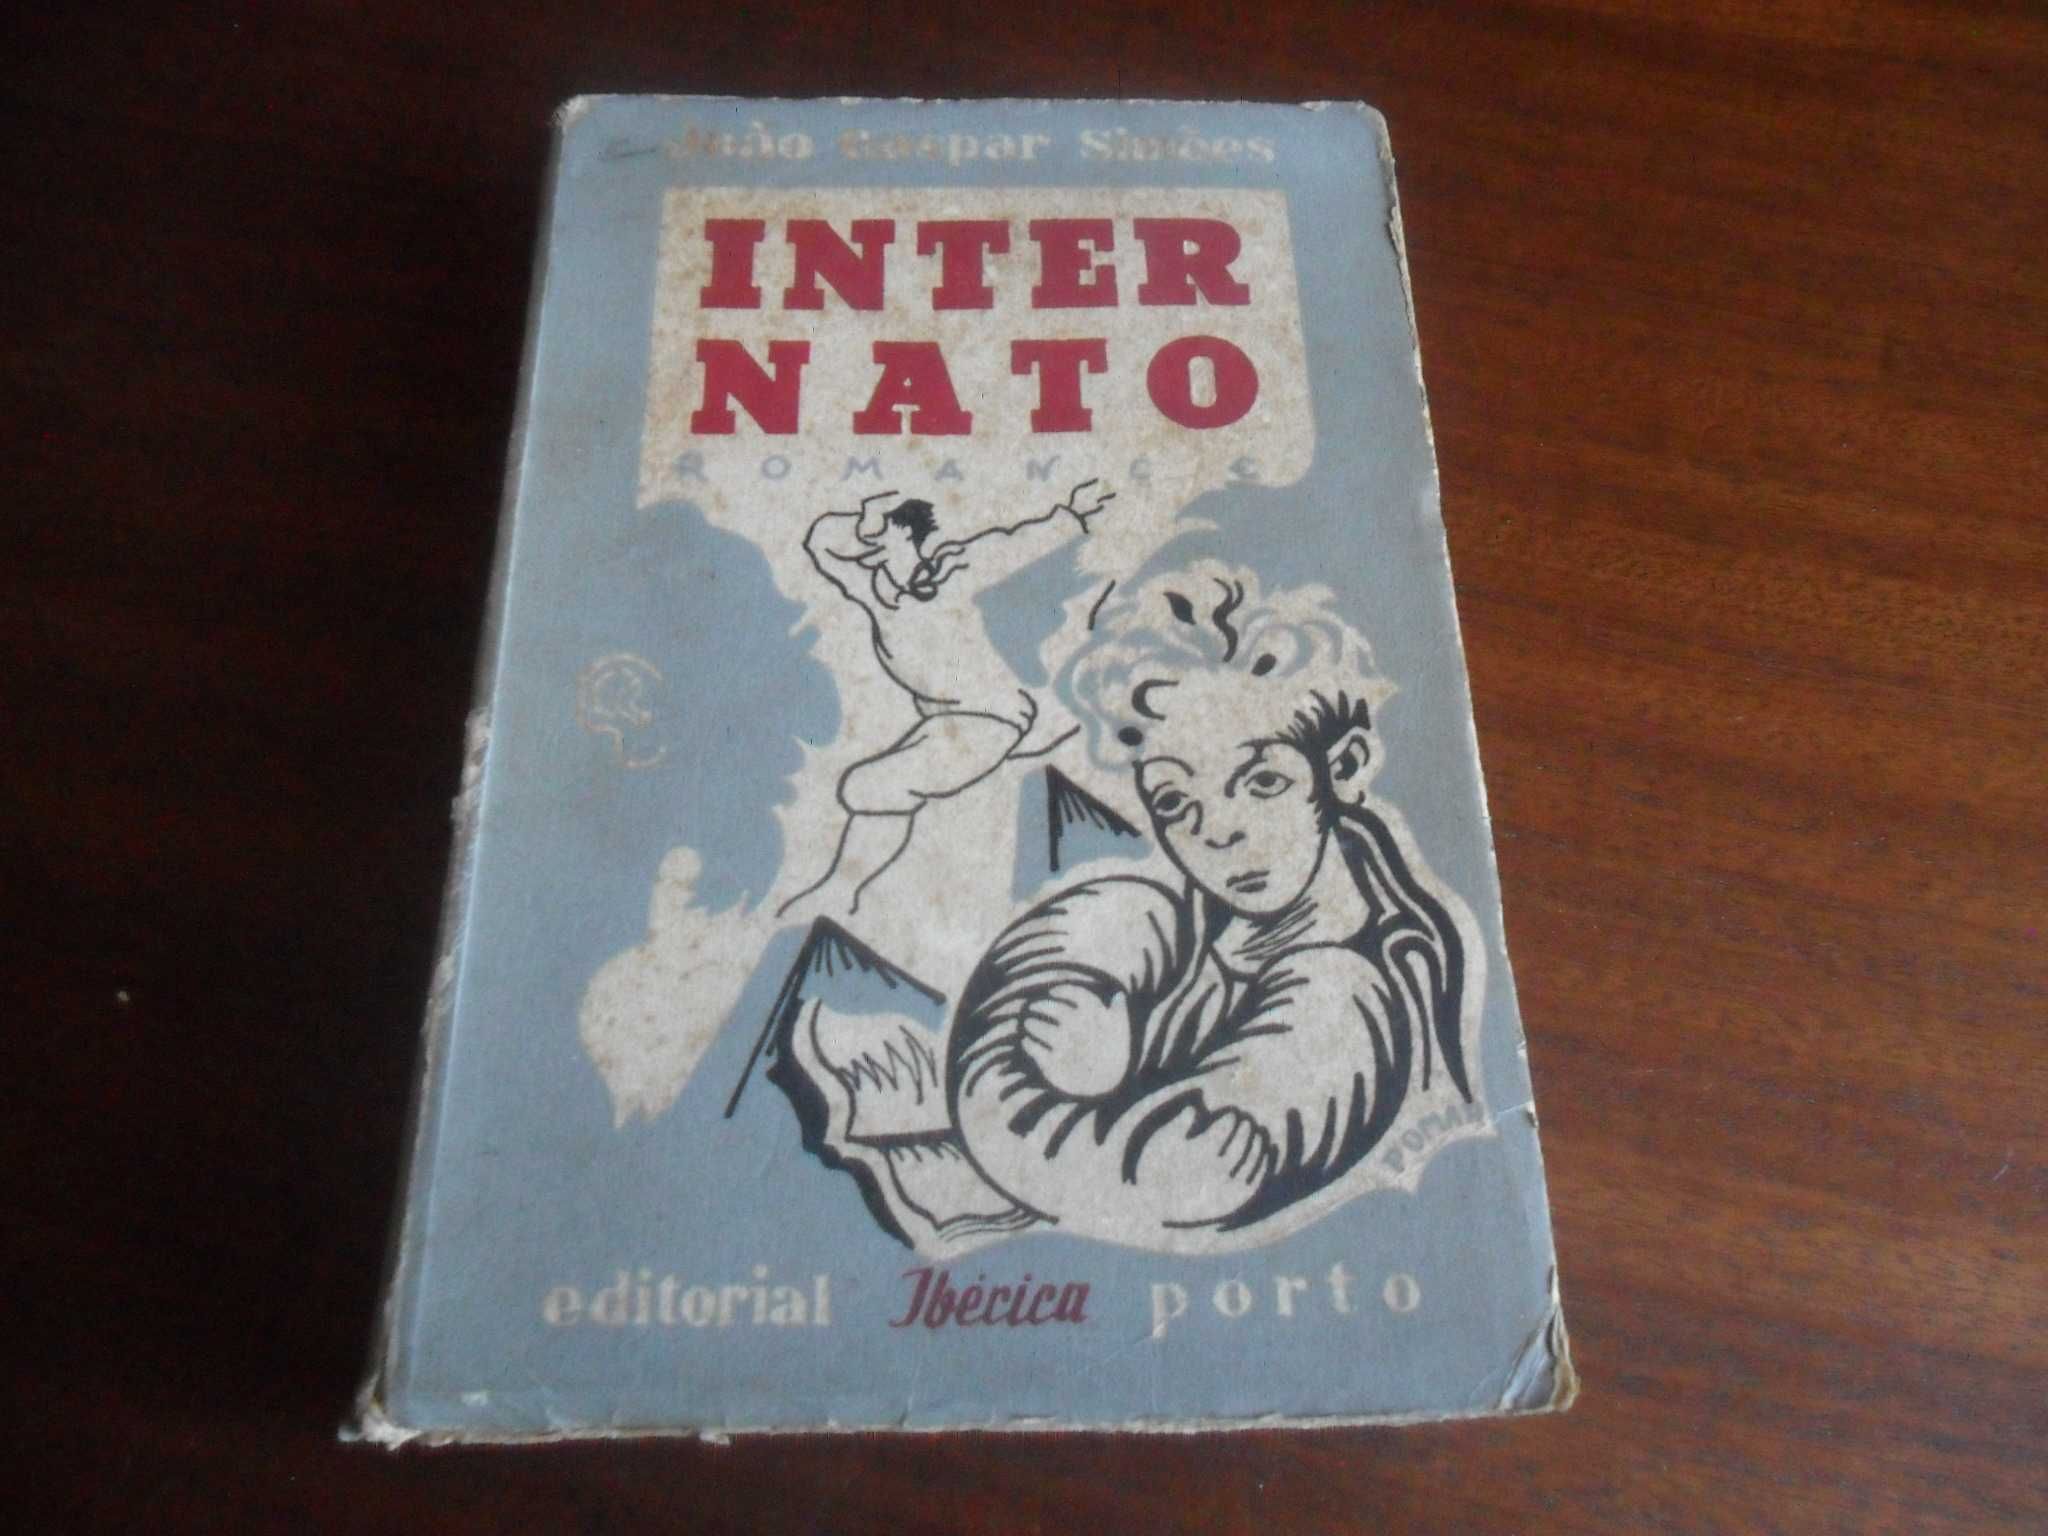 João Gaspar Simões
INTER
NATO
ROMANCE
editorial Ibérica porto